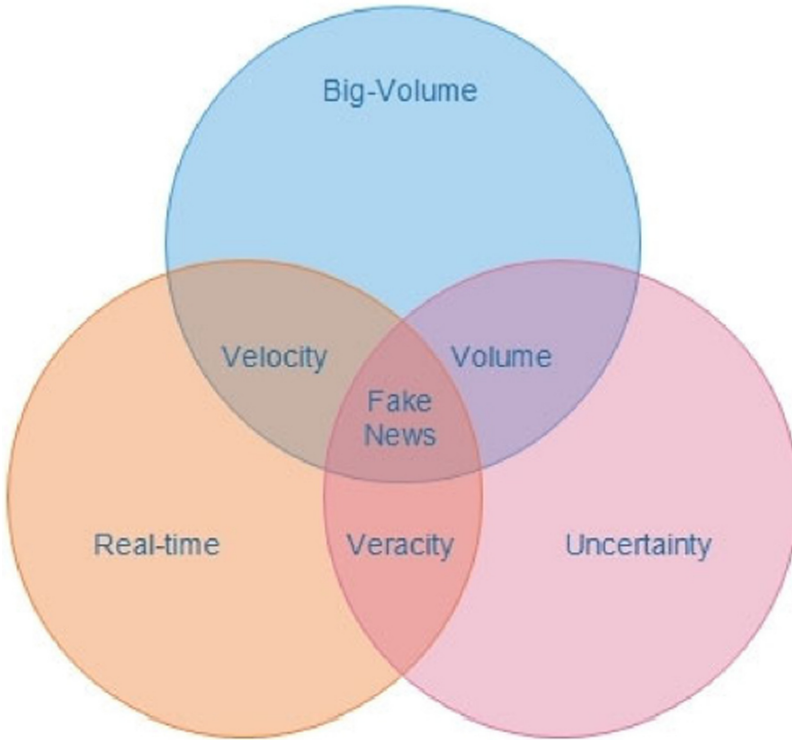 Big-Volume
Velocity
Volume
Fake
News
Real-time
Veracity
Uncertainty